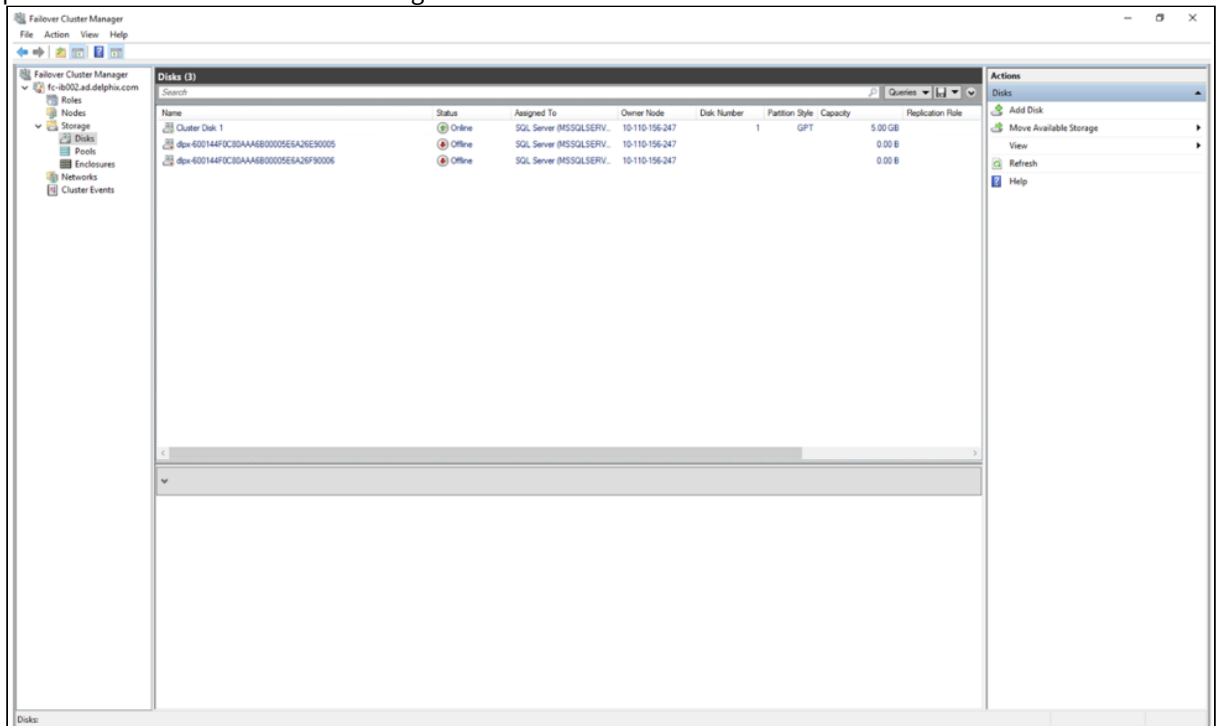 Failover Cluster Manager
File Action View Help
Failover Cluster Manager
fc-ib002.ad.delphix.com
Roles
Nodes
Storage
Disks
Pools
Enclosures
Networks
Cluster Events
Disks (3)
Search
Queries
Name Status Assigned To Owner Node Disk Number Partition Style Capacity Replication Role
Cluster Disk 1 Online SQL Server (MSSQLSERV... 10-110-156-247 1 GPT 5.00 GB
dlpx-600144F0C80AAA6B00005E6A26E90005 Offline SQL Server (MSSQLSERV... 10-110-156-247 0.00 B
dlpx-600144F0C80AAA6B00005E6A26F90006 Offline SQL Server (MSSQLSERV... 10-110-156-247 0.00 B
Actions
Disks
Add Disk
Move Available Storage
View
Refresh
Help
Disks: